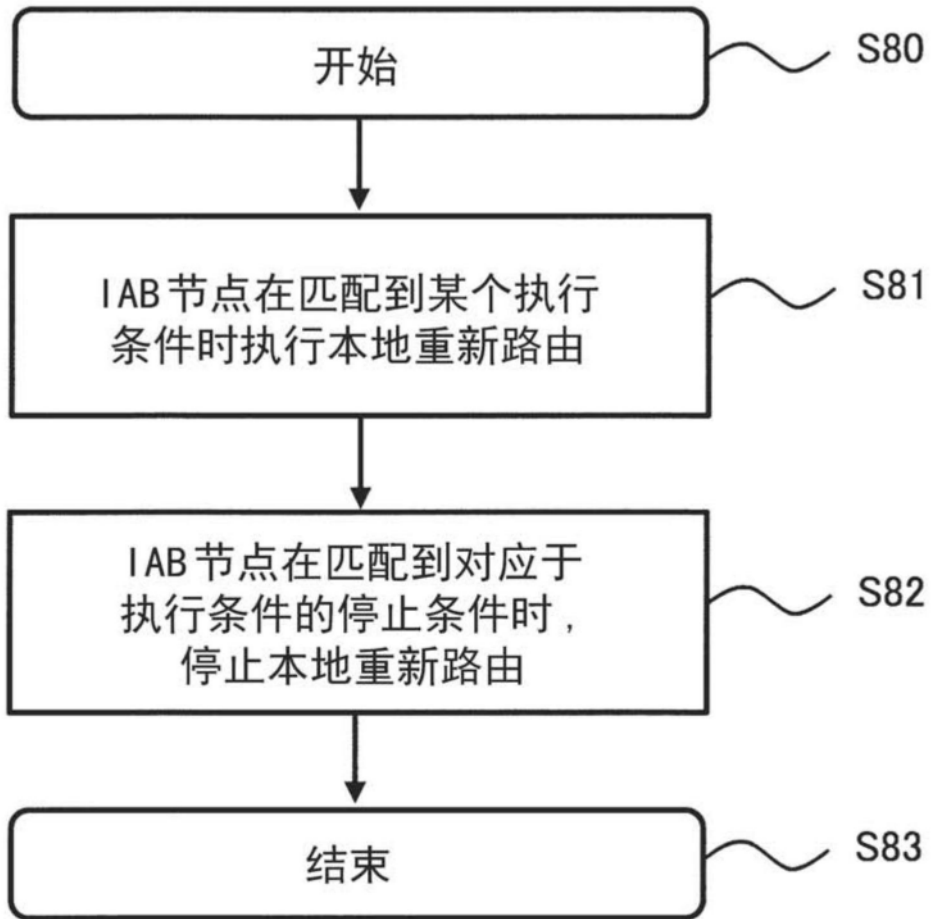 开始
S80
IAB节点在匹配到某个执行
条件时执行本地重新路由
S81
IAB节点在匹配到对应于
执行条件的停止条件时,
停止本地重新路由
S82
结束
S83